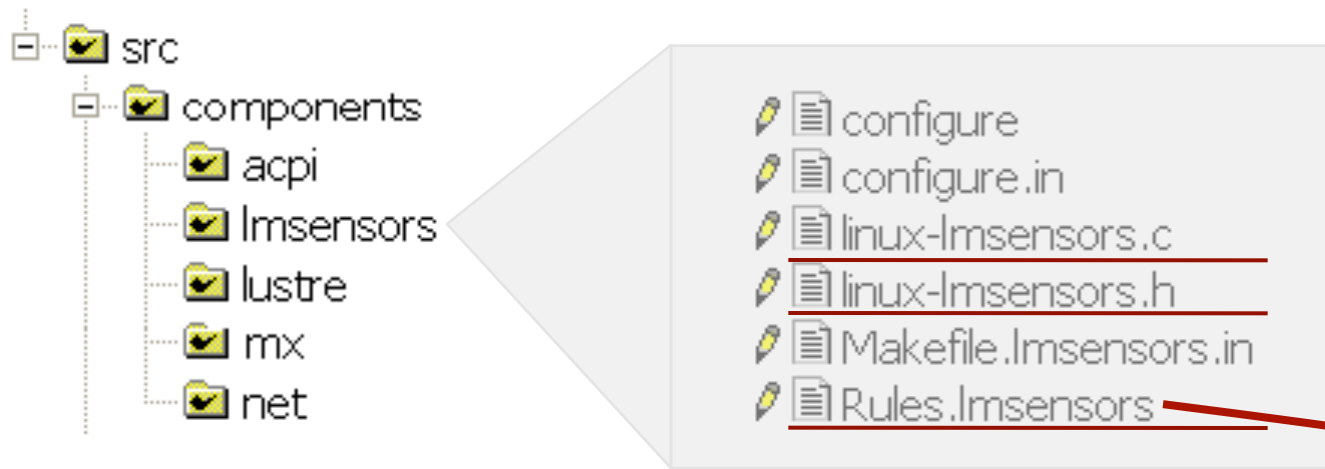 src
components
acpi
lmsensors
lustre
mx
net
configure
configure.in
linux-lmsensors.c
linux-lmsensors.h
Makefile.lmsensors.in
Rules.lmsensors